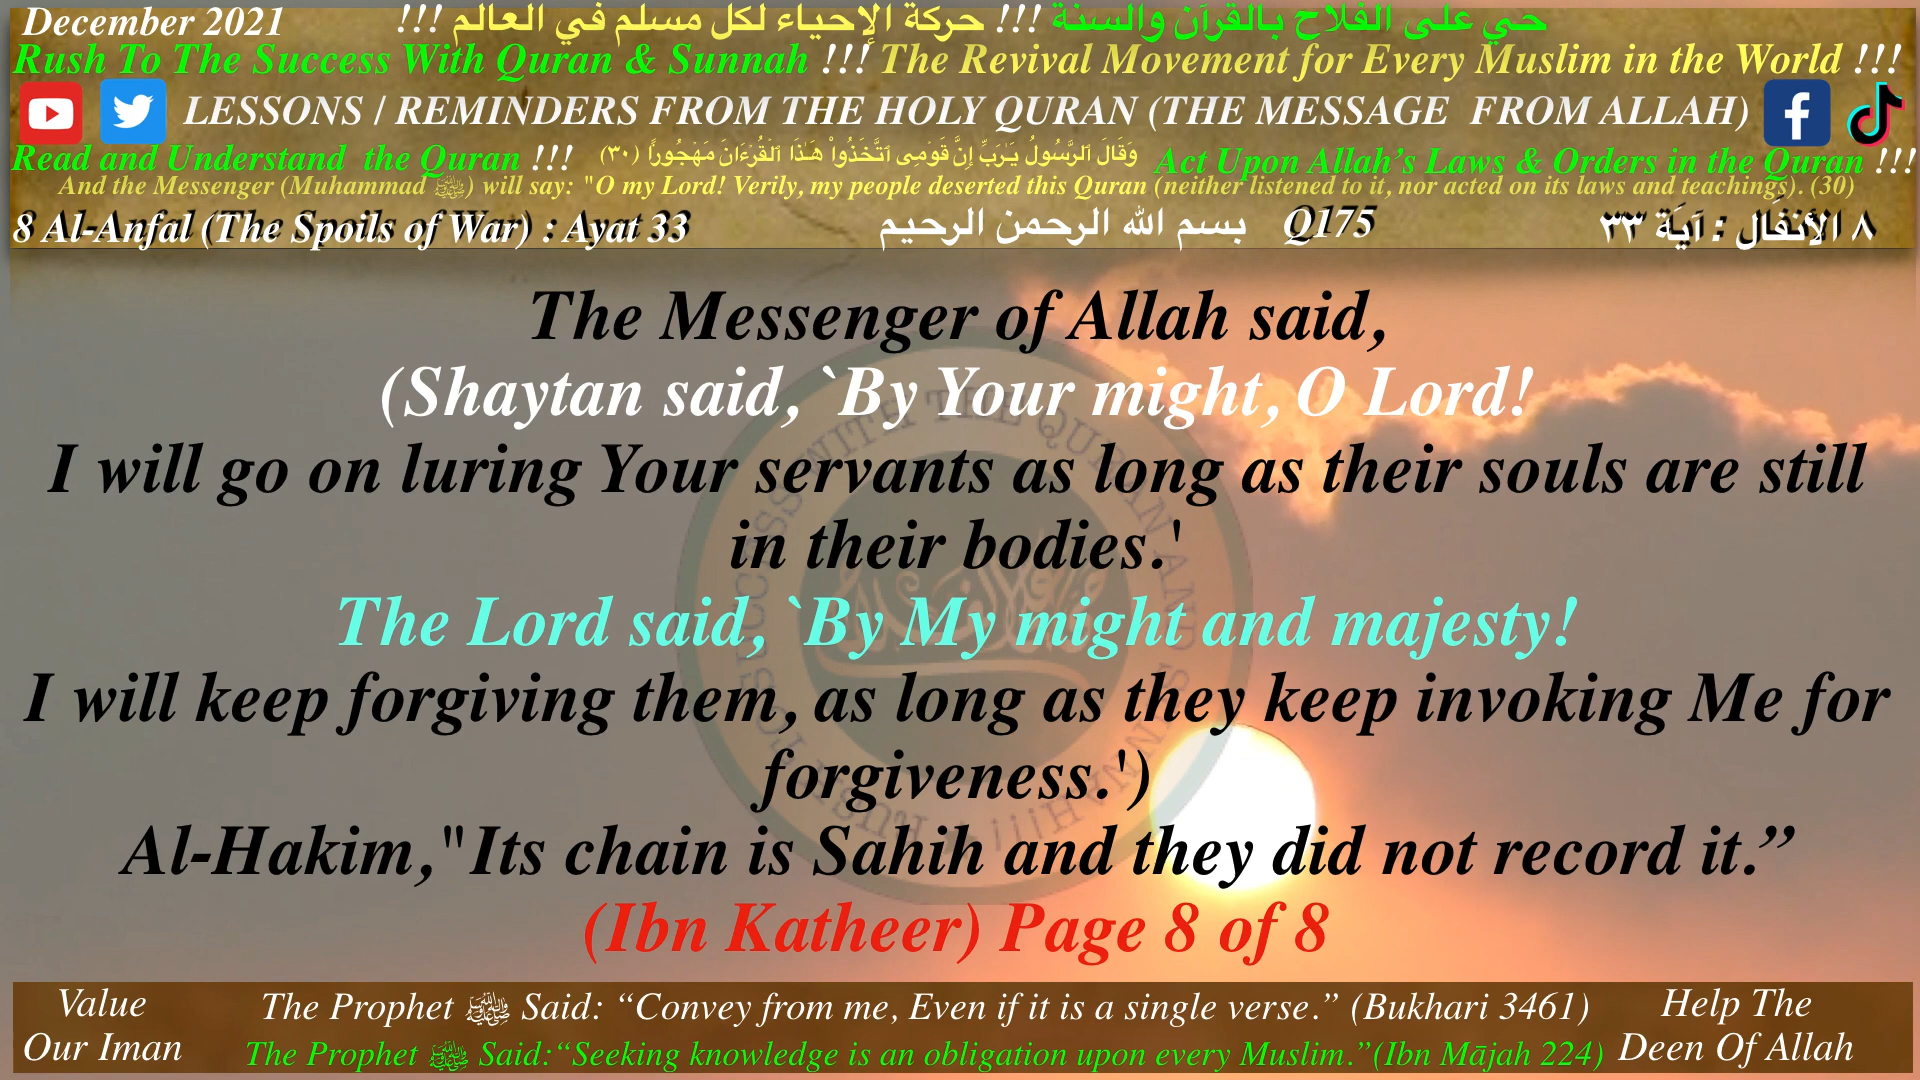 December 2021
حي على الفلاح بالقرآن والسنة !!! حركة الإحياء لكل مسلم في العالم !!!
Rush To The Success With Quran & Sunnah !!! The Revival Movement for Every Muslim in the World !!!
LESSONS / REMINDERS FROM THE HOLY QURAN (THE MESSAGE FROM ALLAH)
Read and Understand the Quran !!!
وَقَالَ ٱلرَّسُولُ يَـٰرَبِّ إِنَّ قَوْمِى ٱتَّخَذُوا۟ هَـٰذَا ٱلْقُرْءَانَ مَهْجُورًا (٣٠)
Act Upon Allah's Laws & Orders in the Quran !!!
And the Messenger (Muhammad ﷺ) will say: "O my Lord! Verily, my people deserted this Quran (neither listened to it, nor acted on its laws and teachings). (30)
8 Al-Anfal (The Spoils of War) : Ayat 33
بسم الله الرحمن الرحيم
Q175
٨ الأنفَال : آيَة ٣٣
The Messenger of Allah said,
(Shaytan said, `By Your might, O Lord!
I will go on luring Your servants as long as their souls are still
in their bodies.'
The Lord said, `By My might and majesty!
I will keep forgiving them, as long as they keep invoking Me for
forgiveness.')
Al-Hakim,"Its chain is Sahih and they did not record it.”
(Ibn Katheer) Page 8 of 8
Value
Our Iman
The Prophet ﷺ Said: “Convey from me, Even if it is a single verse.” (Bukhari 3461)
The Prophet ﷺ Said:“Seeking knowledge is an obligation upon every Muslim.”(Ibn Mājah 224)
Help The
Deen Of Allah